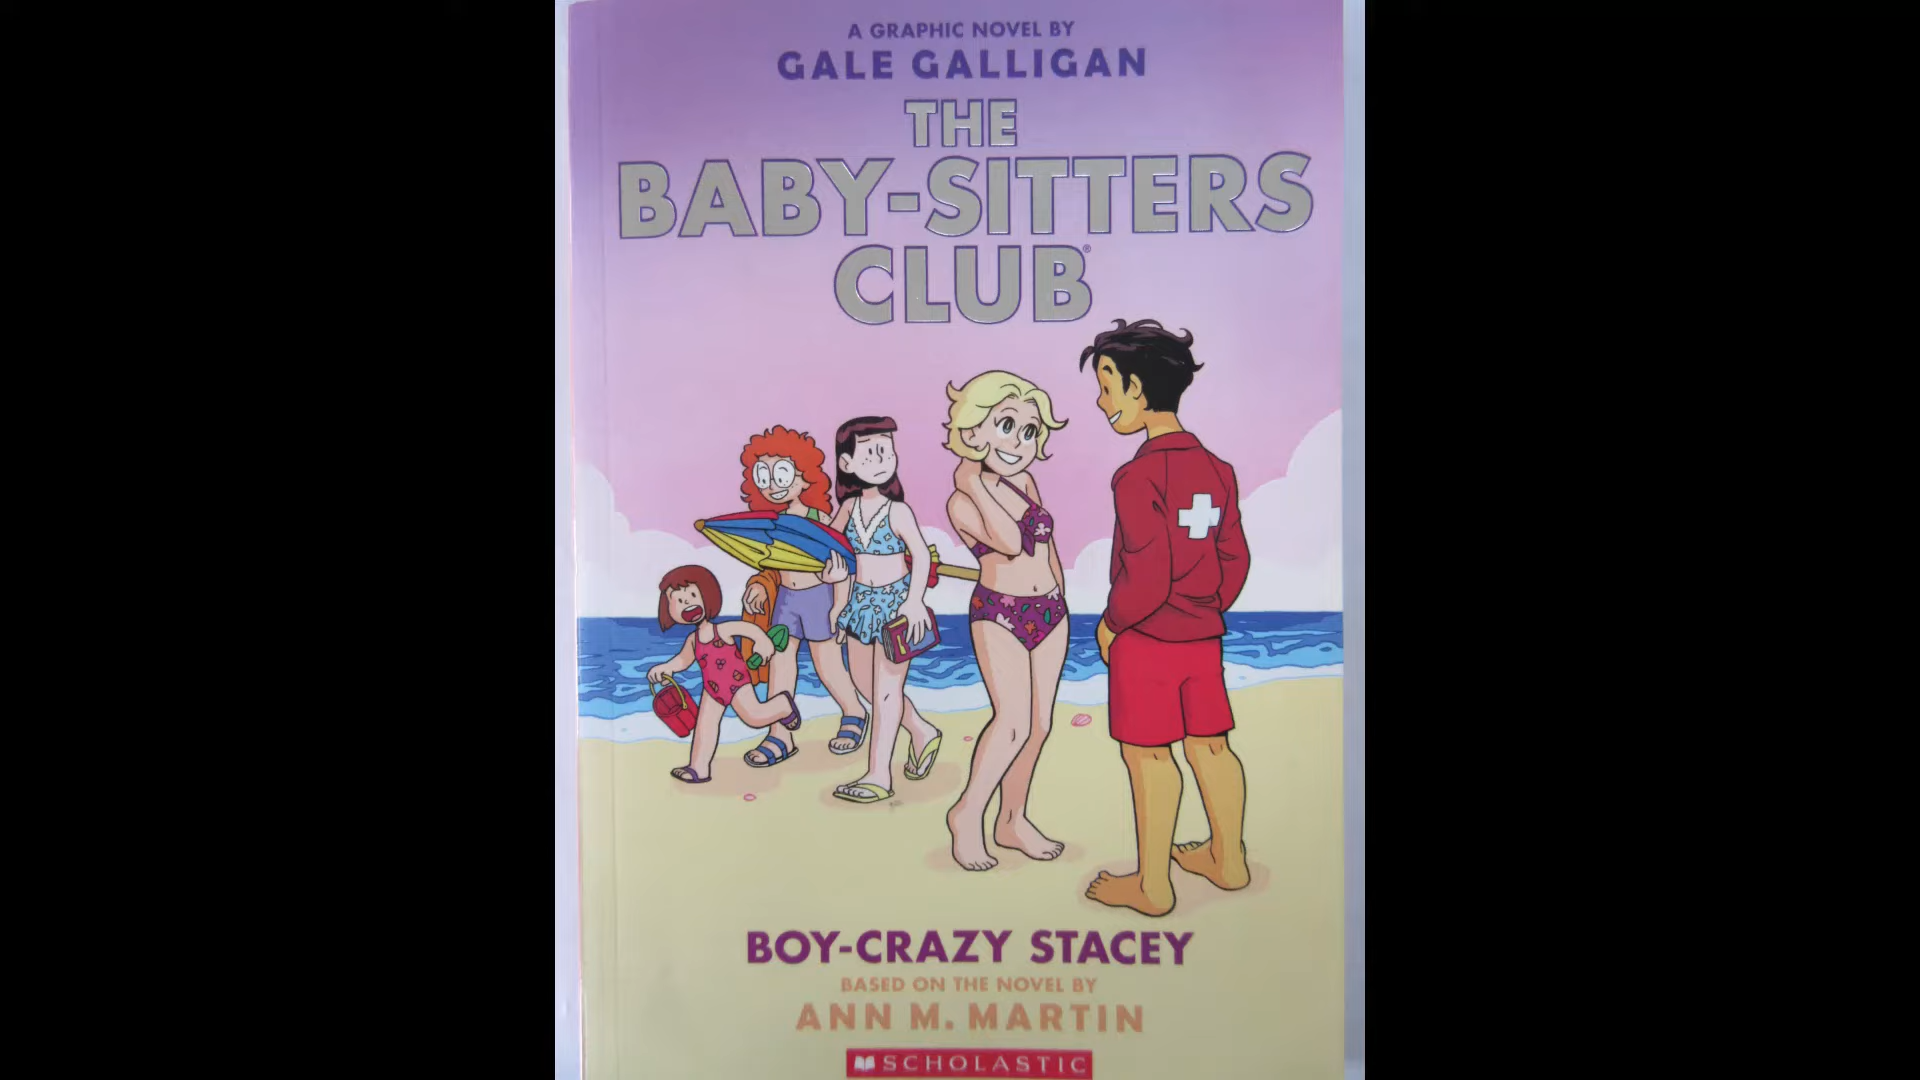 A GRAPHIC NOVEL BY
GALE GALLIGAN
THE
BABY-SITTERS
CLUB®
BOY-CRAZY STACEY
BASED ON THE NOVEL BY
ANN M. MARTIN
SCHOLASTIC